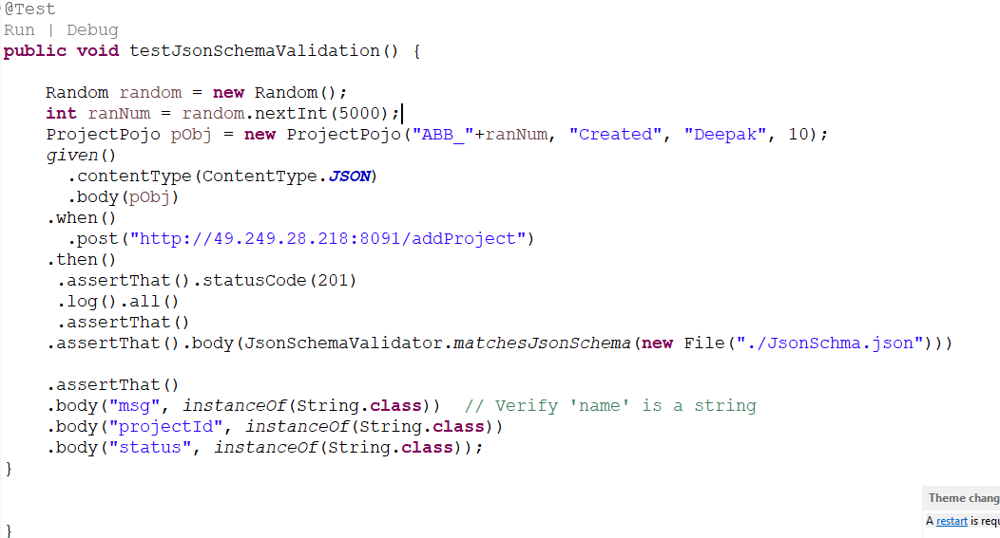 @Test
Run | Debug
public void testJsonSchemaValidation() {
Random random = new Random();
int ranNum = random.nextInt(5000);
ProjectPojo pObj = new ProjectPojo("ABB_"+ranNum, "Created", "Deepak", 10);
given()
.contentType(ContentType.JSON)
.body(pObj)
.when()
.post("http://49.249.28.218:8091/addProject")
.then()
.assertThat().statusCode(201)
.log().all()
.assertThat()
.assertThat().body(JsonSchemaValidator.matchesJsonSchema(new File("./JsonSchma.json")))
.assertThat()
.body("msg", instanceOf(String.class))  // Verify 'name' is a string
.body("projectId", instanceOf(String.class))
.body("status", instanceOf(String.class));
}
Theme chang
A restart is requ
}